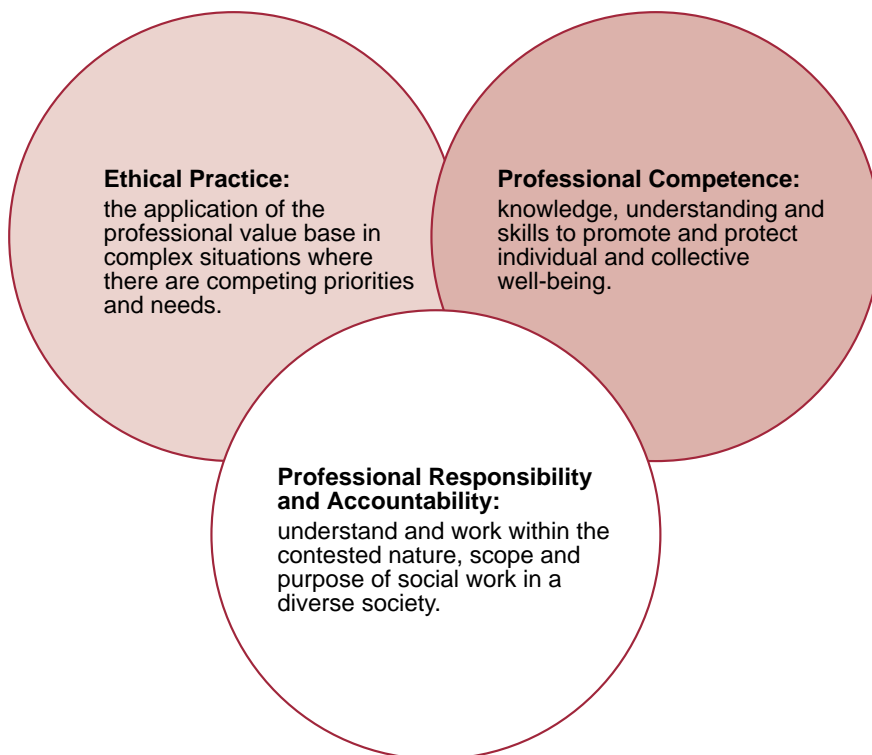 Ethical Practice:
the application of the
professional value base in
complex situations where
there are competing priorities
and needs.
Professional Competence:
knowledge, understanding and
skills to promote and protect
individual and collective
well-being.
Professional Responsibility
and Accountability:
understand and work within the
contested nature, scope and
purpose of social work in a
diverse society.